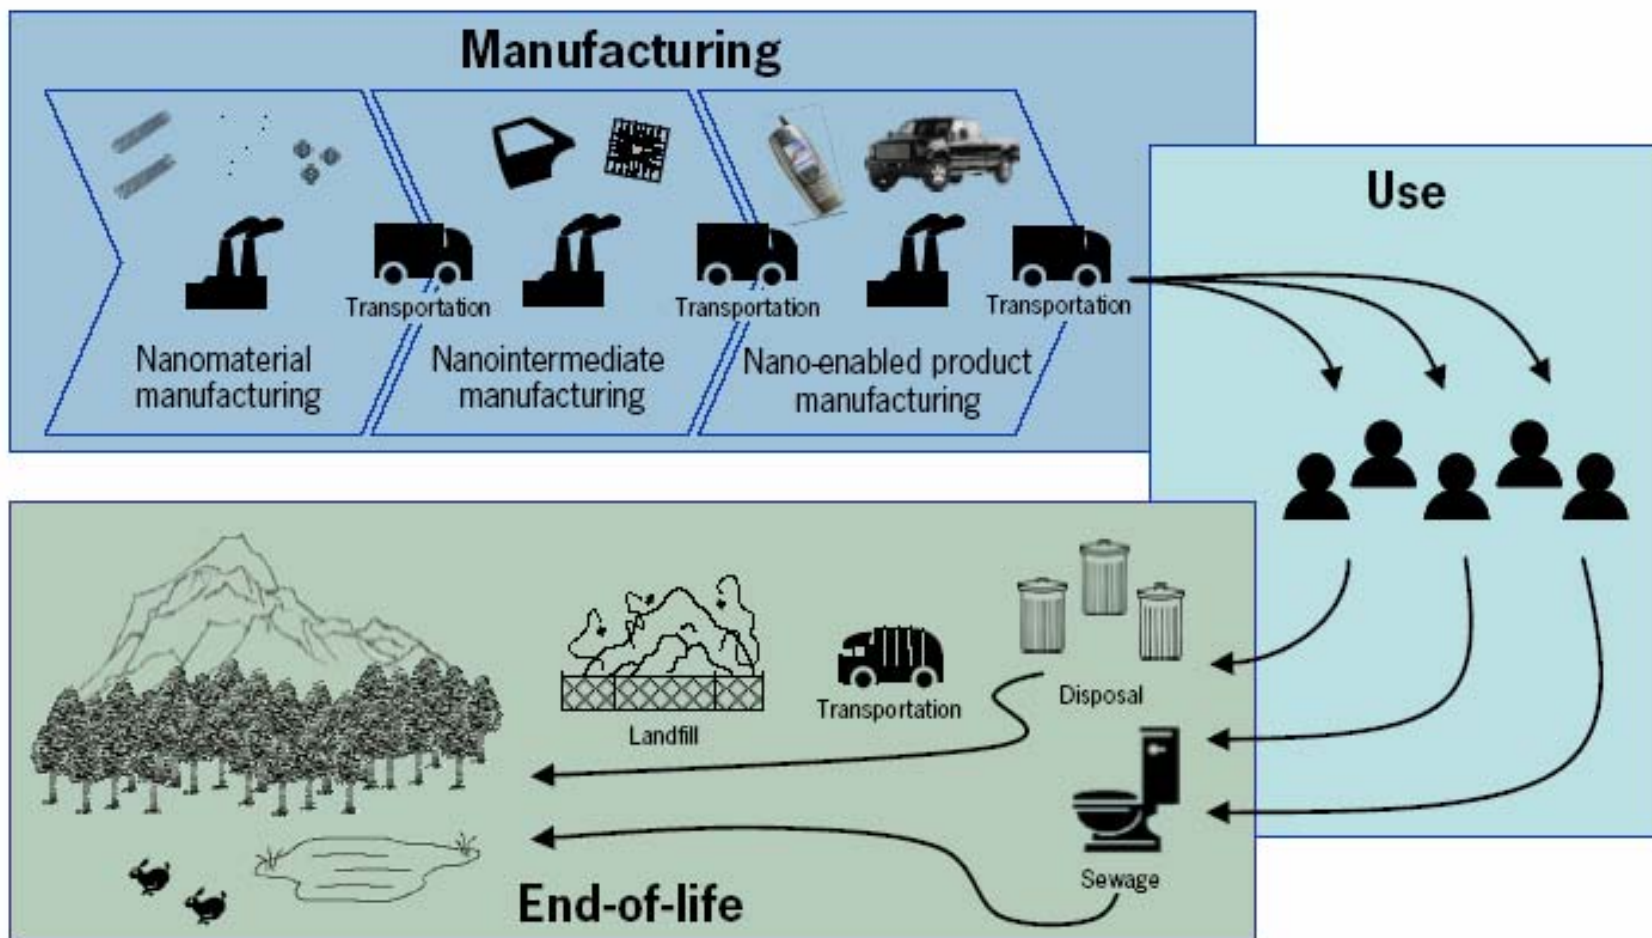 Manufacturing
Transportation
Transportation
Transportation
Nanomaterial
manufacturing
Nanointermediate
manufacturing
Nano-enabled product
manufacturing
Use
Disposal
Transportation
Landfill
Sewage
End-of-life